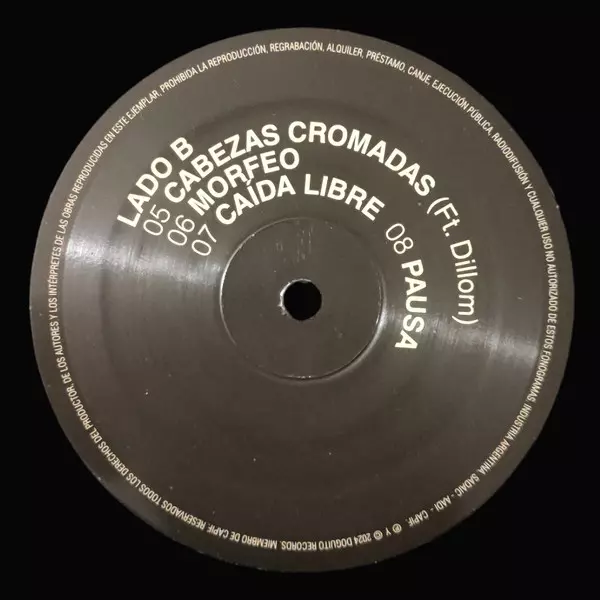 LADO B
05 CABEZAS CROMADAS (Ft. Dillom)
06 MORFEO
07 CAÍDA LIBRE 08 PAUSA
℗ Y © 2024 DOGUITO RECORDS, MIEMBRO DE CAPIF. RESERVADOS TODOS LOS DERECHOS DEL PRODUCTOR, DE LOS AUTORES Y LOS INTÉRPRETES DE LAS OBRAS REPRODUCIDAS EN ESTE EJEMPLAR, PROHIBIDA LA REPRODUCCIÓN, REGRABACIÓN, ALQUILER, PRÉSTAMO, CANJE, EJECUCIÓN PÚBLICA, RADIODIFUSIÓN Y CUALQUIER USO NO AUTORIZADO DE ESTOS FONOGRAMAS INDUSTRIA ARGENTINA. SADAIC - AADI - CAPIF.